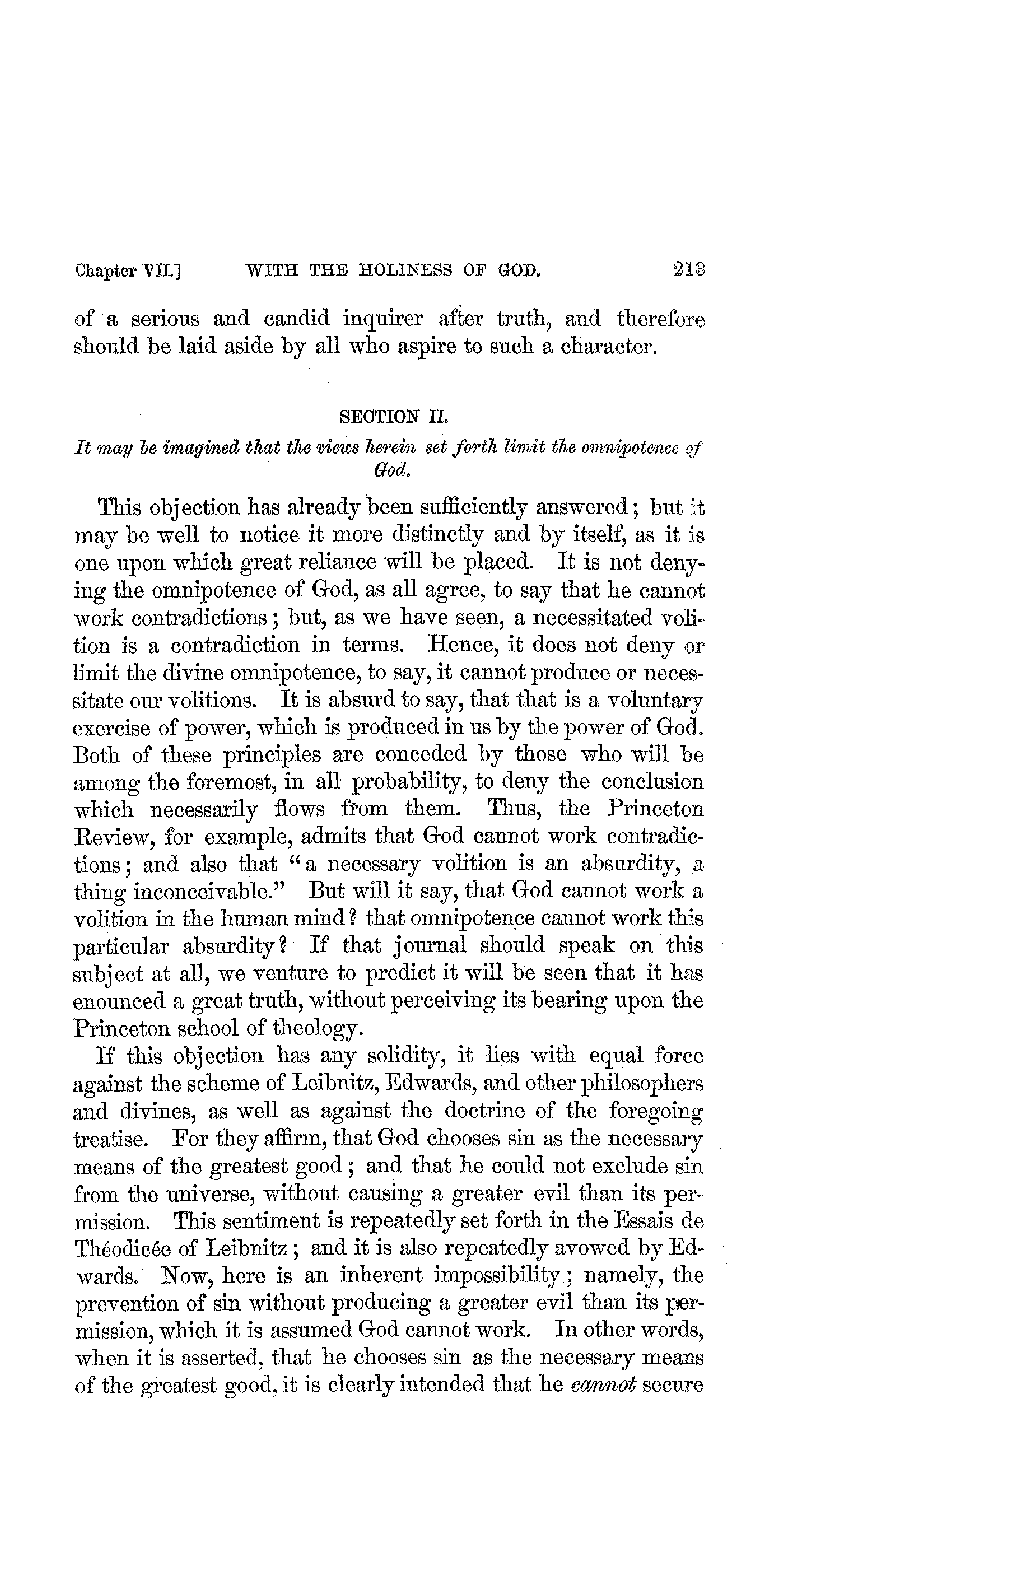 Chapter VII.] WITH THE HOLINESS OF GOD. 213
of a serious and candid inquirer after truth, and therefore
should be laid aside by all who aspire to such a character.
SECTION II.
It may be imagined that the views herein set forth limit the omnipotence of
God.
This objection has already been sufficiently answered; but it
may be well to notice it more distinctly and by itself, as it is
one upon which great reliance will be placed. It is not deny-
ing the omnipotence of God, as all agree, to say that he cannot
work contradictions; but, as we have seen, a necessitated voli-
tion is a contradiction in terms. Hence, it does not deny or
limit the divine omnipotence, to say, it cannot produce or neces-
sitate our volitions. It is absurd to say, that that is a voluntary
exercise of power, which is produced in us by the power of God.
Both of these principles are conceded by those who will be
among the foremost, in all probability, to deny the conclusion
which necessarily flows from them. Thus, the Princeton
Review, for example, admits that God cannot work contradic-
tions; and also that "a necessary volition is an absurdity, a
thing inconceivable." But will it say, that God cannot work a
volition in the human mind? that omnipotence cannot work this
particular absurdity? If that journal should speak on this
subject at all, we venture to predict it will be seen that it has
enounced a great truth, without perceiving its bearing upon the
Princeton school of theology.
If this objection has any solidity, it lies with equal force
against the scheme of Leibnitz, Edwards, and other philosophers
and divines, as well as against the doctrine of the foregoing
treatise. For they affirm, that God chooses sin as the necessary
means of the greatest good; and that he could not exclude sin
from the universe, without causing a greater evil than its per-
mission. This sentiment is repeatedly set forth in the Essais de
Théodicée of Leibnitz; and it is also repeatedly avowed by Ed-
wards. Now, here is an inherent impossibility; namely, the
prevention of sin without producing a greater evil than its per-
mission, which it is assumed God cannot work. In other words,
when it is asserted, that he chooses sin as the necessary means
of the greatest good, it is clearly intended that he cannot secure